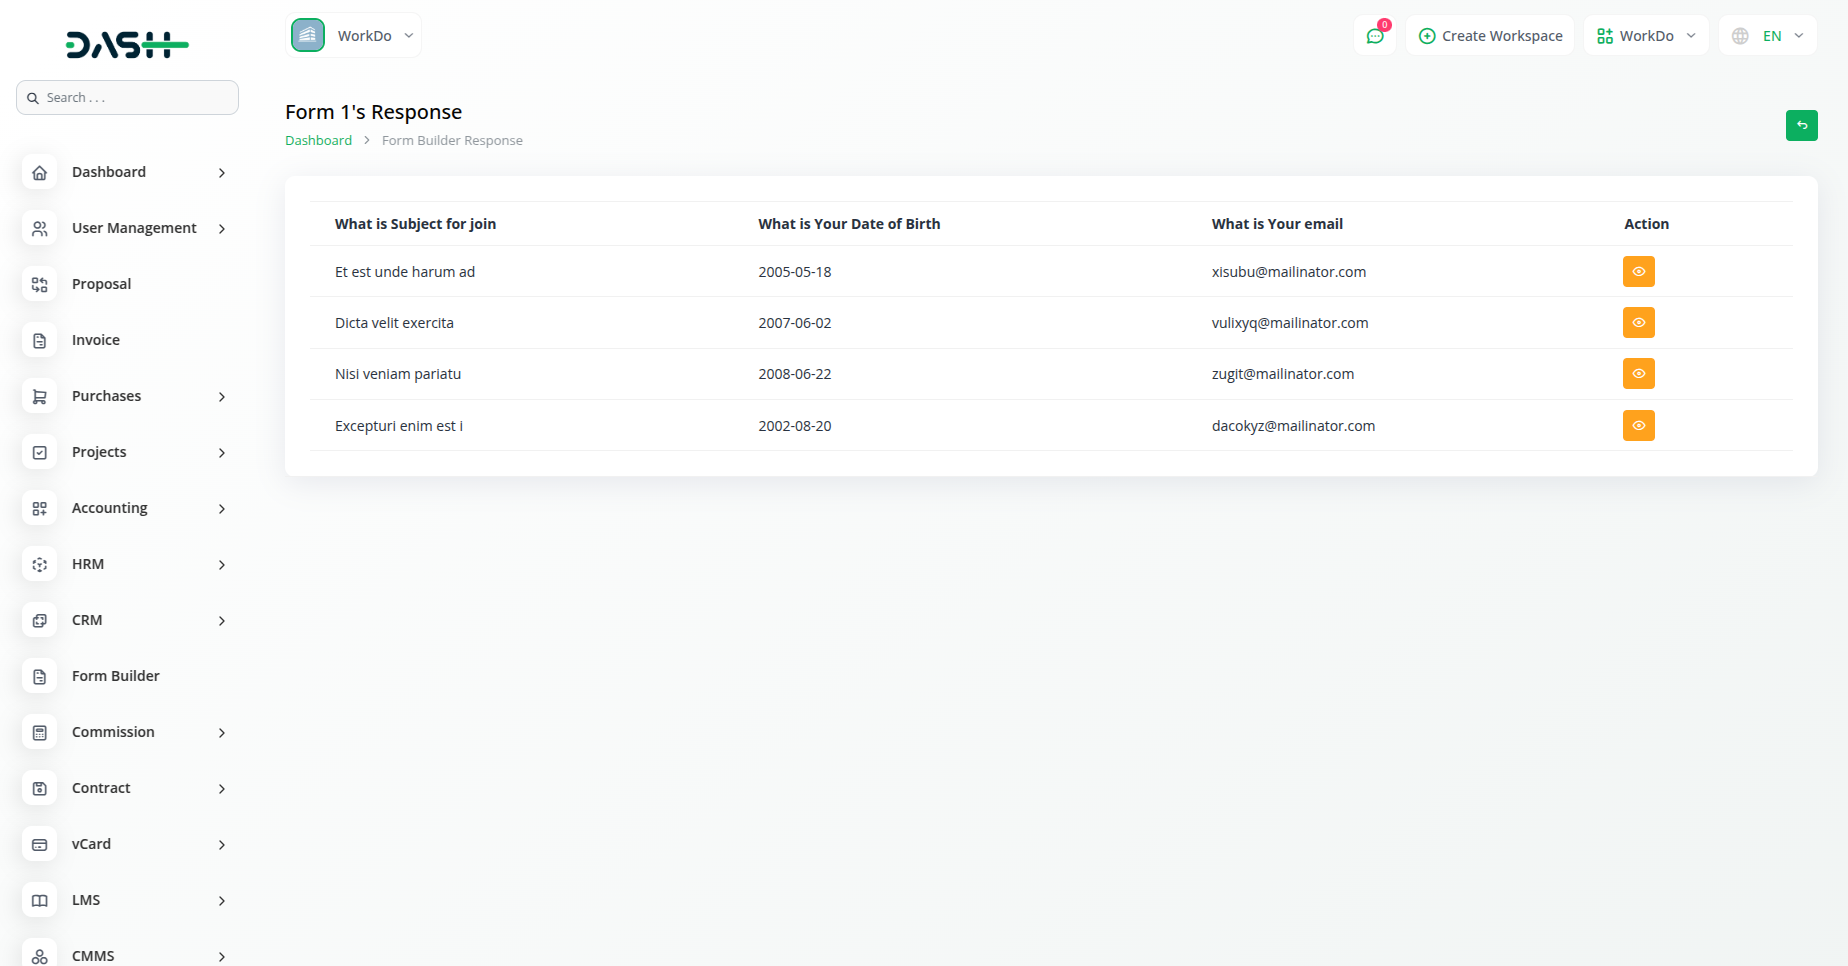 DASH
WorkDo
0
Create Workspace
WorkDo
EN
Search . . .
Form 1's Response
Dashboard > Form Builder Response
Dashboard
User Management
Proposal
Invoice
Purchases
Projects
Accounting
HRM
CRM
Form Builder
Commission
Contract
vCard
LMS
CMMS
What is Subject for join What is Your Date of Birth What is Your email Action
Et est unde harum ad 2005-05-18 xisubu@mailinator.com
Dicta velit exercita 2007-06-02 vulixyq@mailinator.com
Nisi veniam pariatu 2008-06-22 zugit@mailinator.com
Excepturi enim est i 2002-08-20 dacokyz@mailinator.com